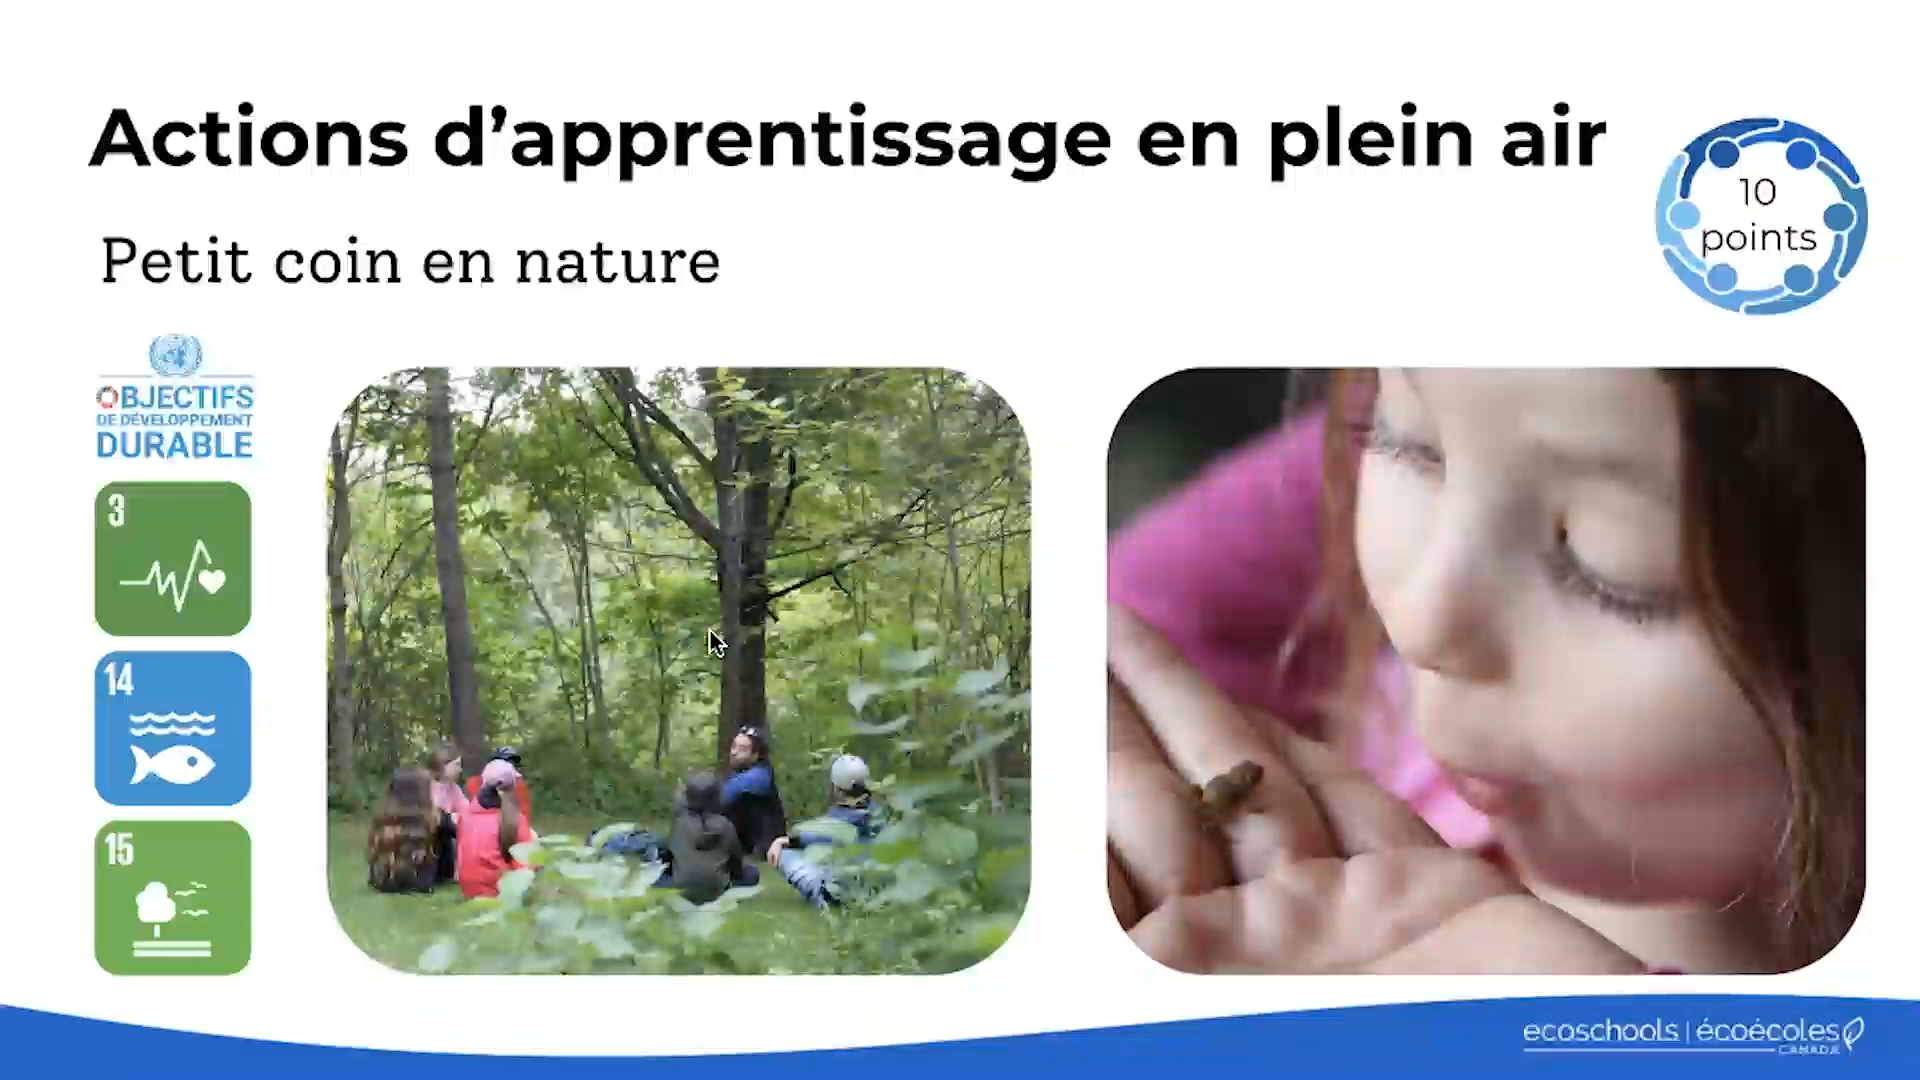 Actions d’apprentissage en plein air
10
points
Petit coin en nature
OBJECTIFS
DE DÉVELOPPEMENT
DURABLE
3
14
15
ecoschools | écoécoles
CANADA